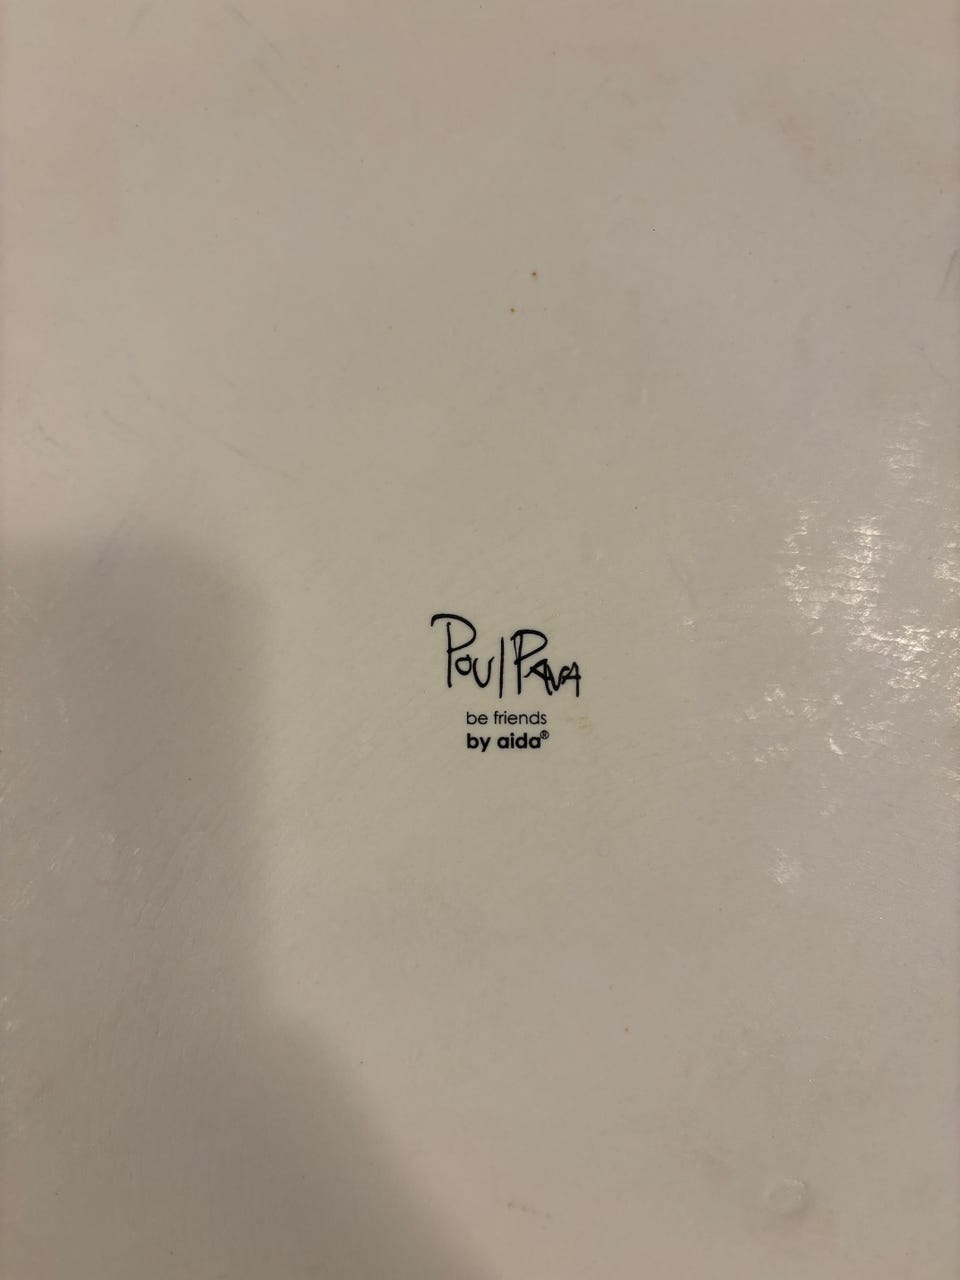 Poul Pava
be friends
by aida®